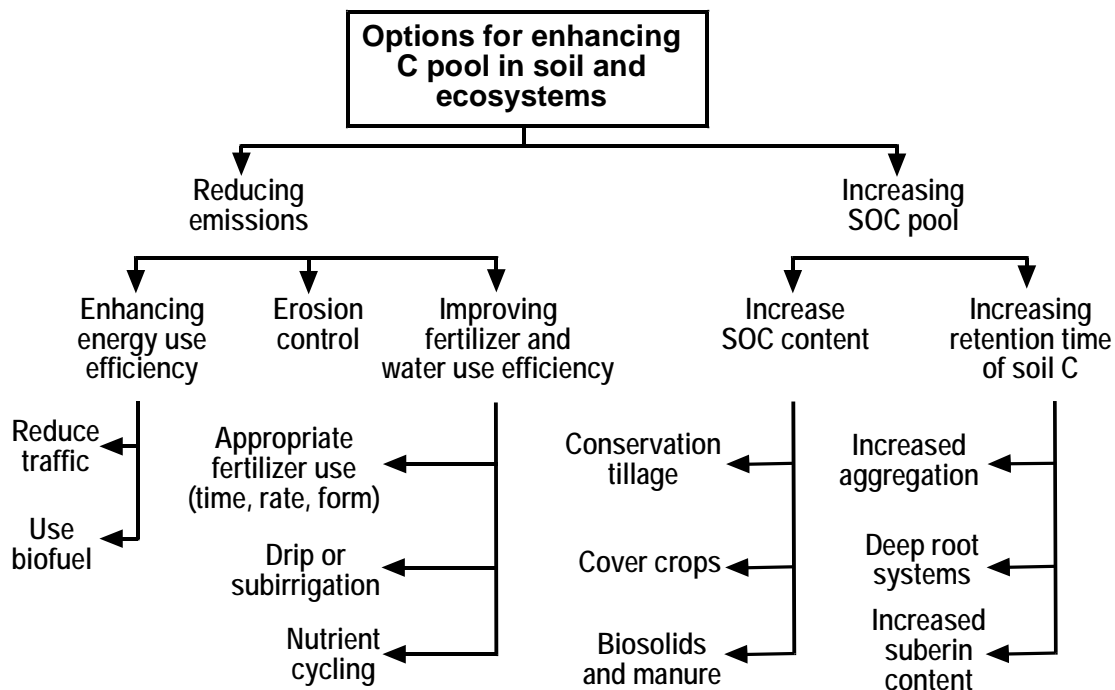 Options for enhancing
C pool in soil and
ecosystems
Reducing
emissions
Increasing
SOC pool
Enhancing
energy use
efficiency
Erosion
control
Improving
fertilizer and
water use efficiency
Increase
SOC content
Increasing
retention time
of soil C
Reduce
traffic
Use
biofuel
Appropriate
fertilizer use
(time, rate, form)
Drip or
subirrigation
Nutrient
cycling
Conservation
tillage
Cover crops
Biosolids
and manure
Increased
aggregation
Deep root
systems
Increased
suberin
content